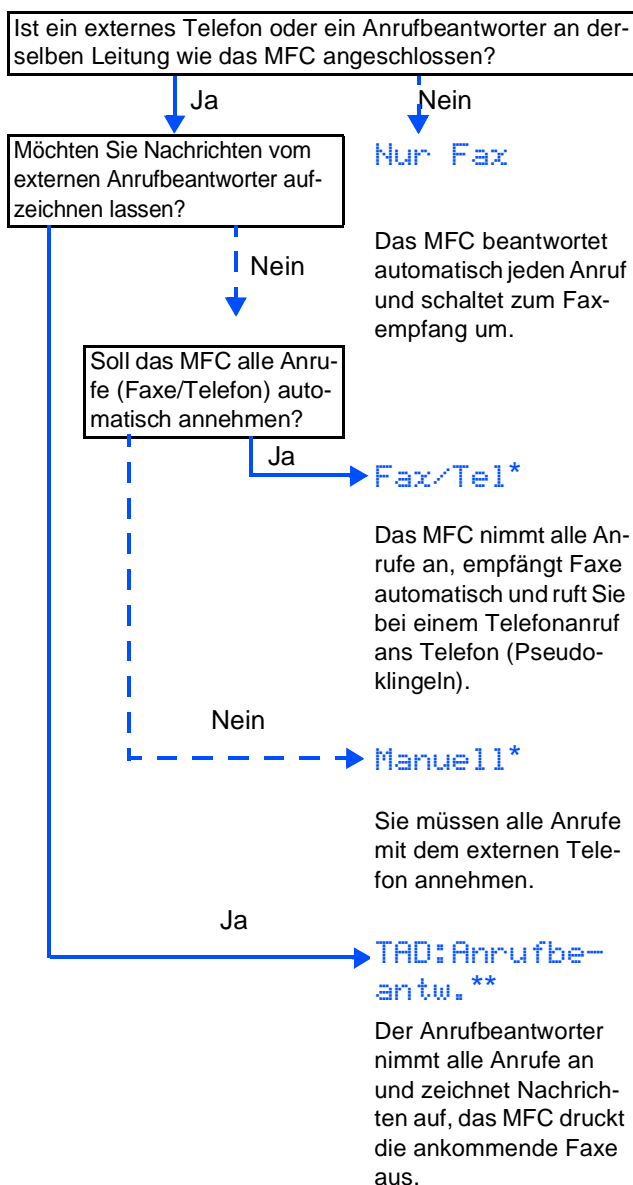 Ist ein externes Telefon oder ein Anrufbeantworter an der-
selben Leitung wie das MFC angeschlossen?
Ja
Nein
Möchten Sie Nachrichten vom
externen Anrufbeantworter auf-
zeichnen lassen?
Nur Fax
Das MFC beantwortet
automatisch jeden Anruf
und schaltet zum Fax-
empfang um.
Nein
Soll das MFC alle Anru-
fe (Faxe/Telefon) auto-
matisch annehmen?
Ja
Fax/Tel*
Das MFC nimmt alle An-
rufe an, empfängt Faxe
automatisch und ruft Sie
bei einem Telefonanruf
ans Telefon (Pseudo-
klingeln).
Nein
Manuell*
Sie müssen alle Anrufe
mit dem externen Tele-
fon annehmen.
Ja
TAD:Anrufbe-
antw.**
Der Anrufbeantworter
nimmt alle Anrufe an
und zeichnet Nachrich-
ten auf, das MFC druckt
die ankommende Faxe
aus.